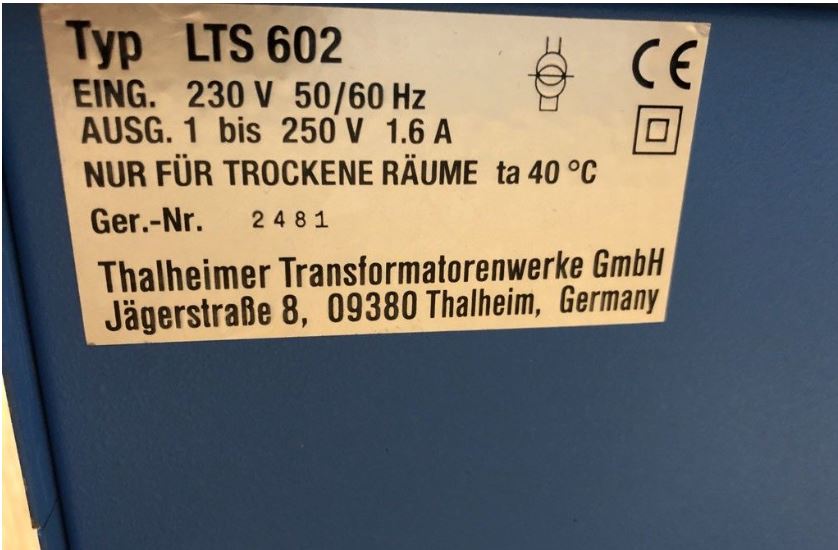 Typ LTS 602
CE
EING. 230 V 50/60 Hz
AUSG. 1 bis 250 V 1.6 A
NUR FÜR TROCKENE RÄUME ta 40 °C
Ger.-Nr. 2481
Thalheimer Transformatorenwerke GmbH
Jägerstraße 8, 09380 Thalheim, Germany